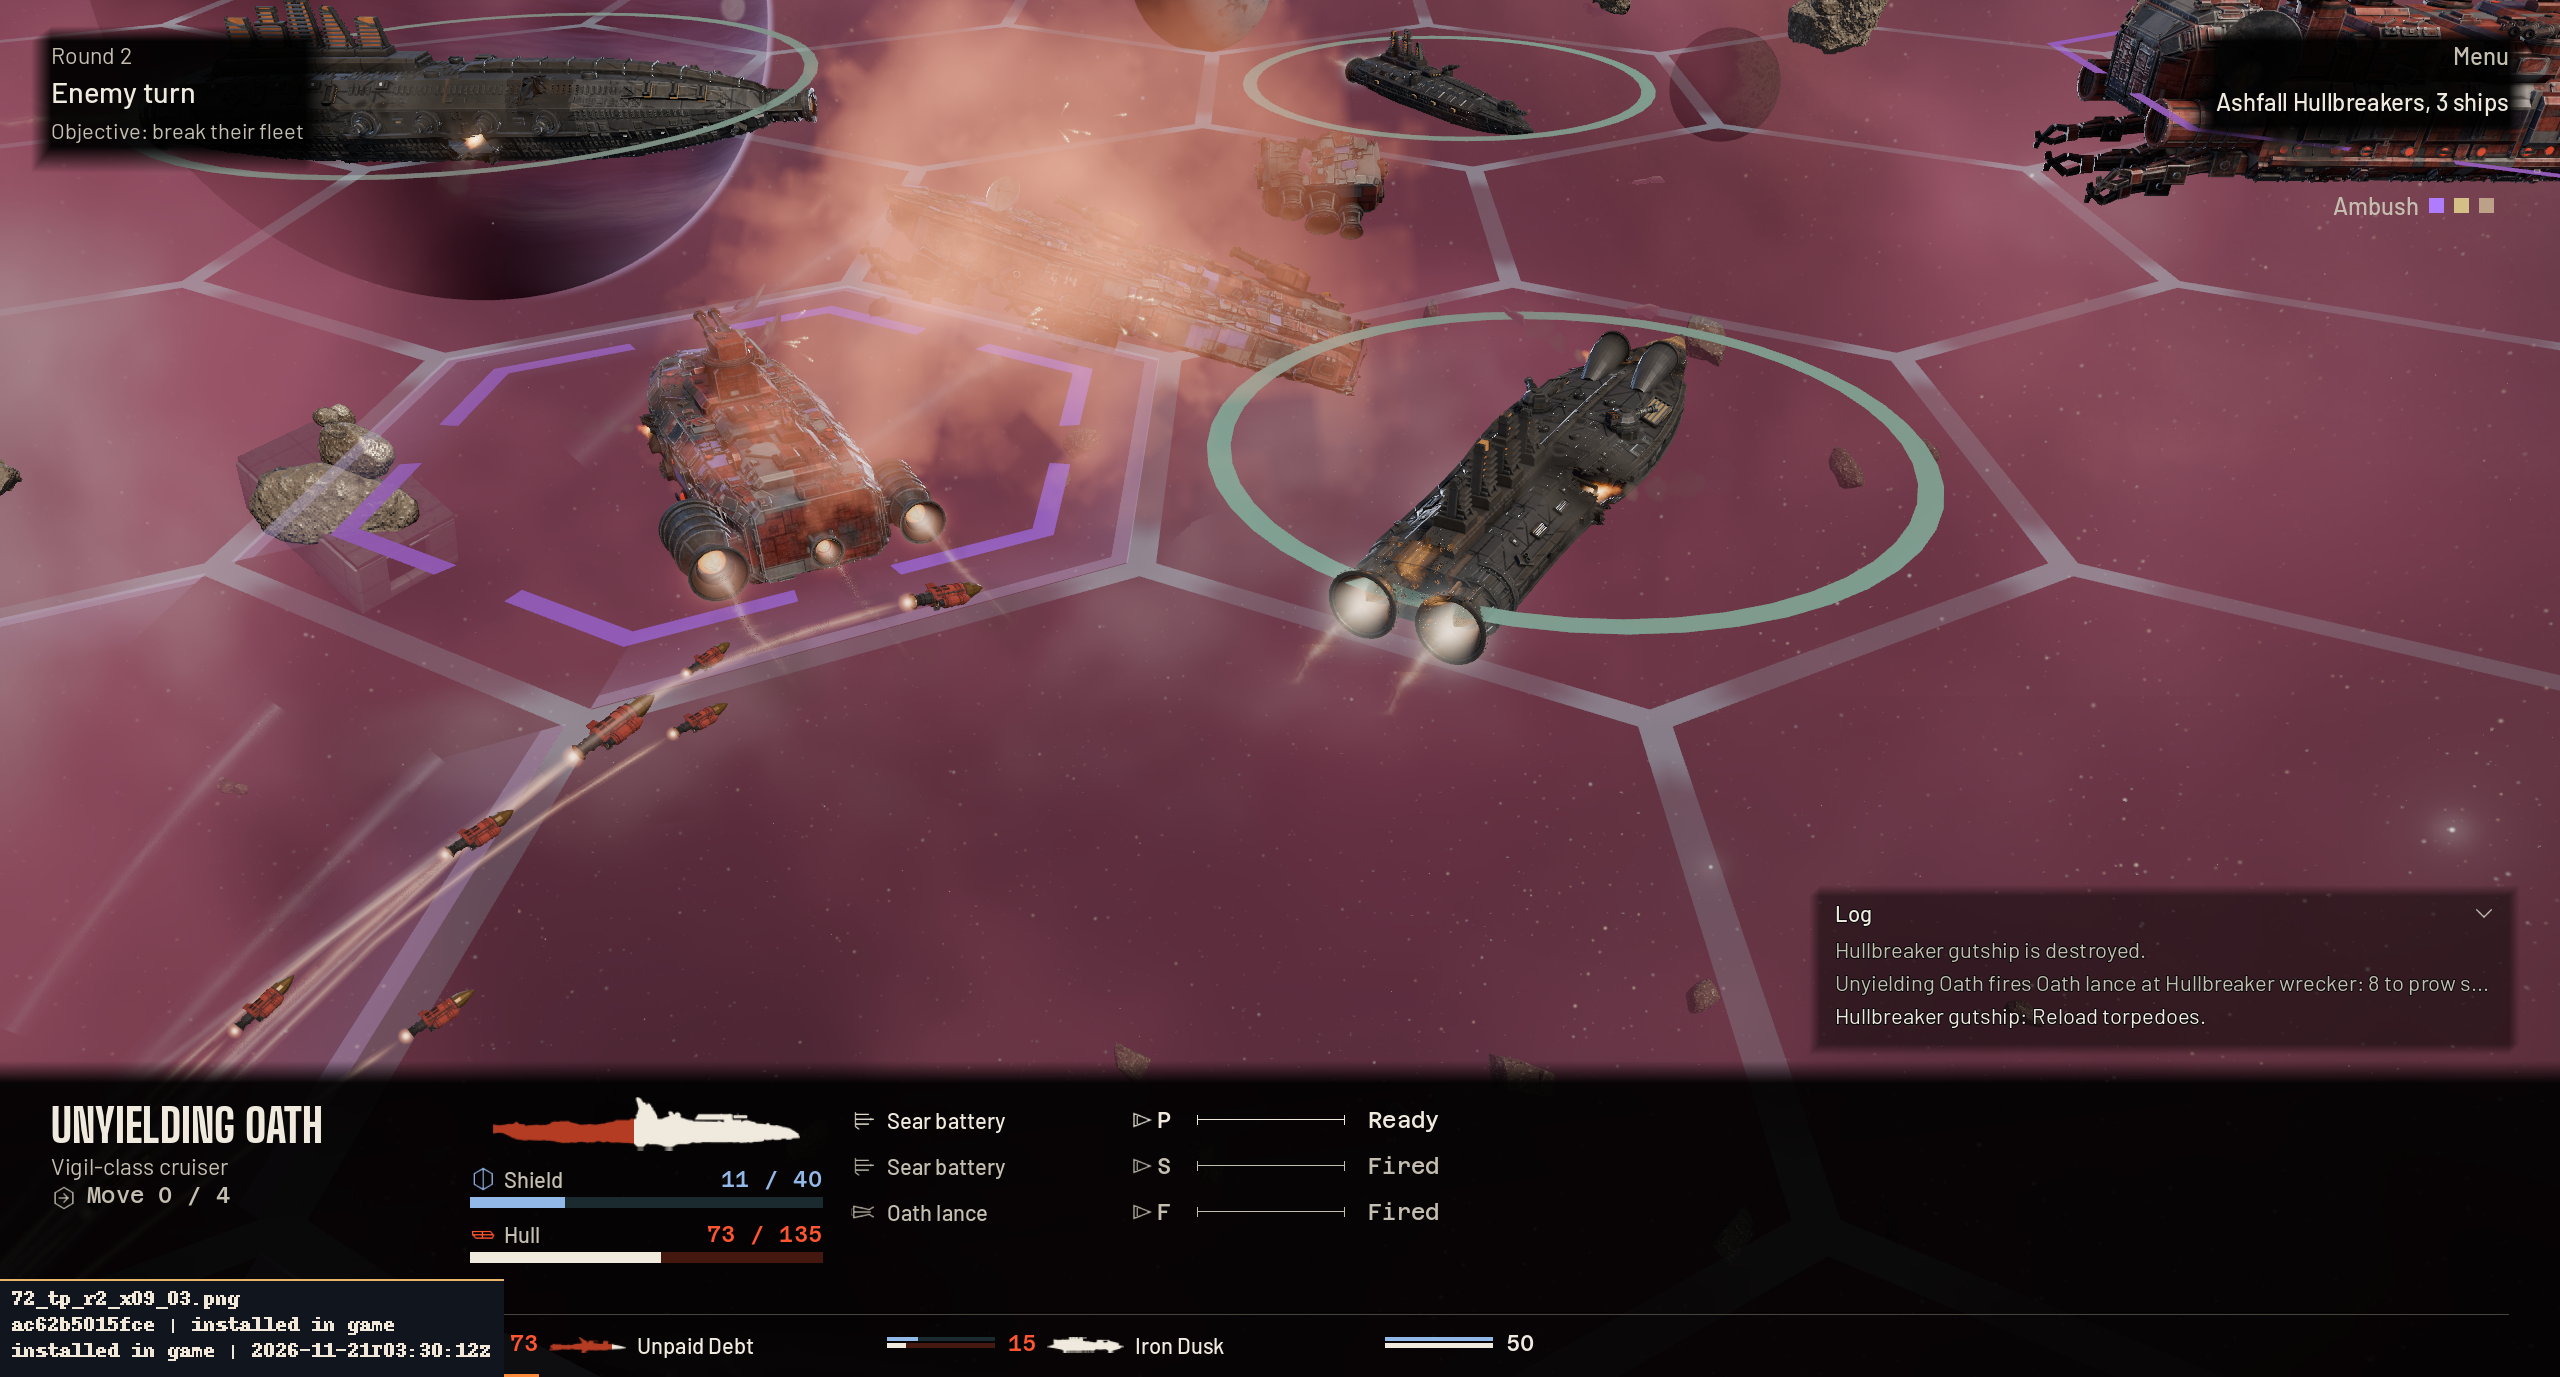 Round 2
Enemy turn
Objective: break their fleet
Menu
Ashfall Hullbreakers, 3 ships
Ambush
Log
Hullbreaker gutship is destroyed.
Unyielding Oath fires Oath lance at Hullbreaker wrecker: 8 to prow s...
Hullbreaker gutship: Reload torpedoes.
UNYIELDING OATH
Vigil-class cruiser
Move 0 / 4
Shield 11 / 40
Hull 73 / 135
Sear battery P Ready
Sear battery S Fired
Oath lance F Fired
72_tp_r2_x09_03.png
ac62b5015fce | installed in game
installed in game | 2026-11-21r03:30:12z
73 Unpaid Debt 15 Iron Dusk 50